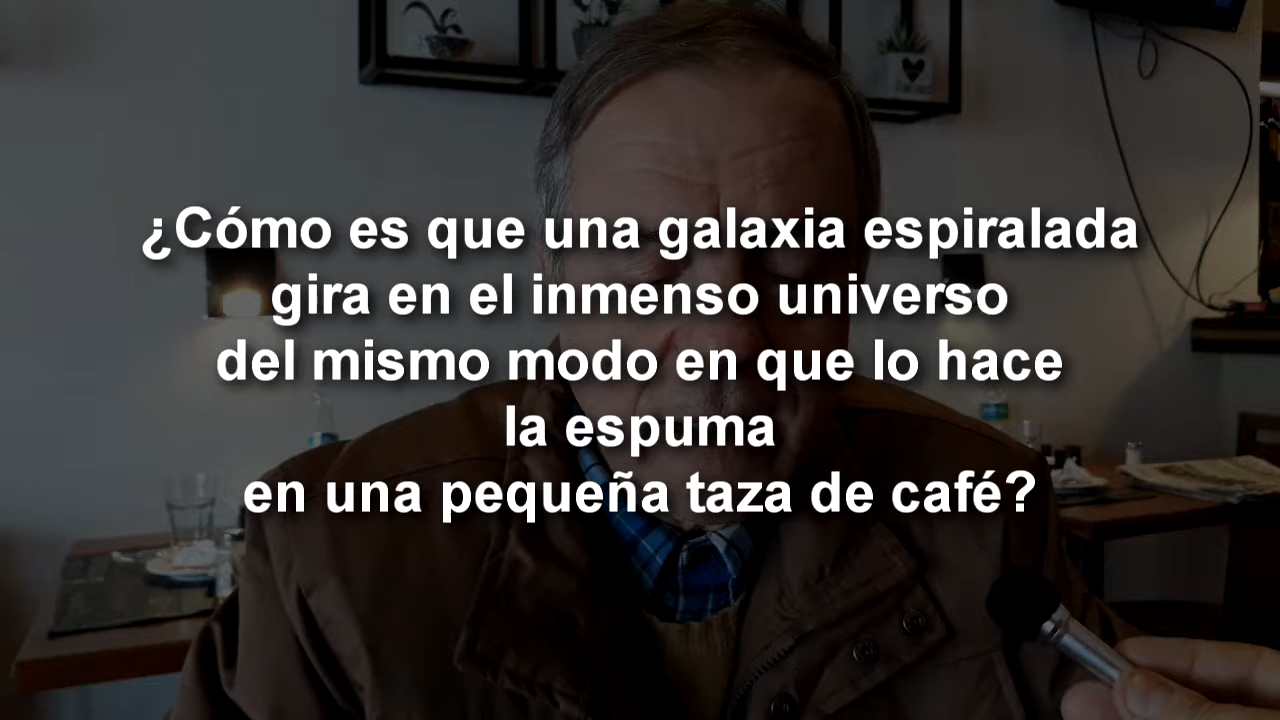 ¿Cómo es que una galaxia espiralada
gira en el inmenso universo
del mismo modo en que lo hace
la espuma
en una pequeña taza de café?